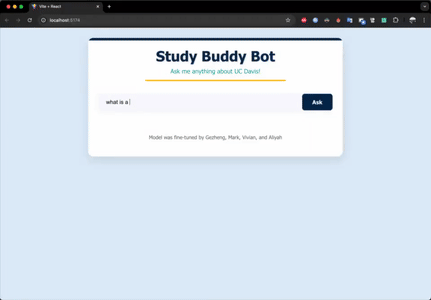 Vite + React
localhost:5174
Study Buddy Bot
Ask me anything about UC Davis!
what is a
Ask
Model was fine-tuned by Gezheng, Mark, Vivian, and Aliyah